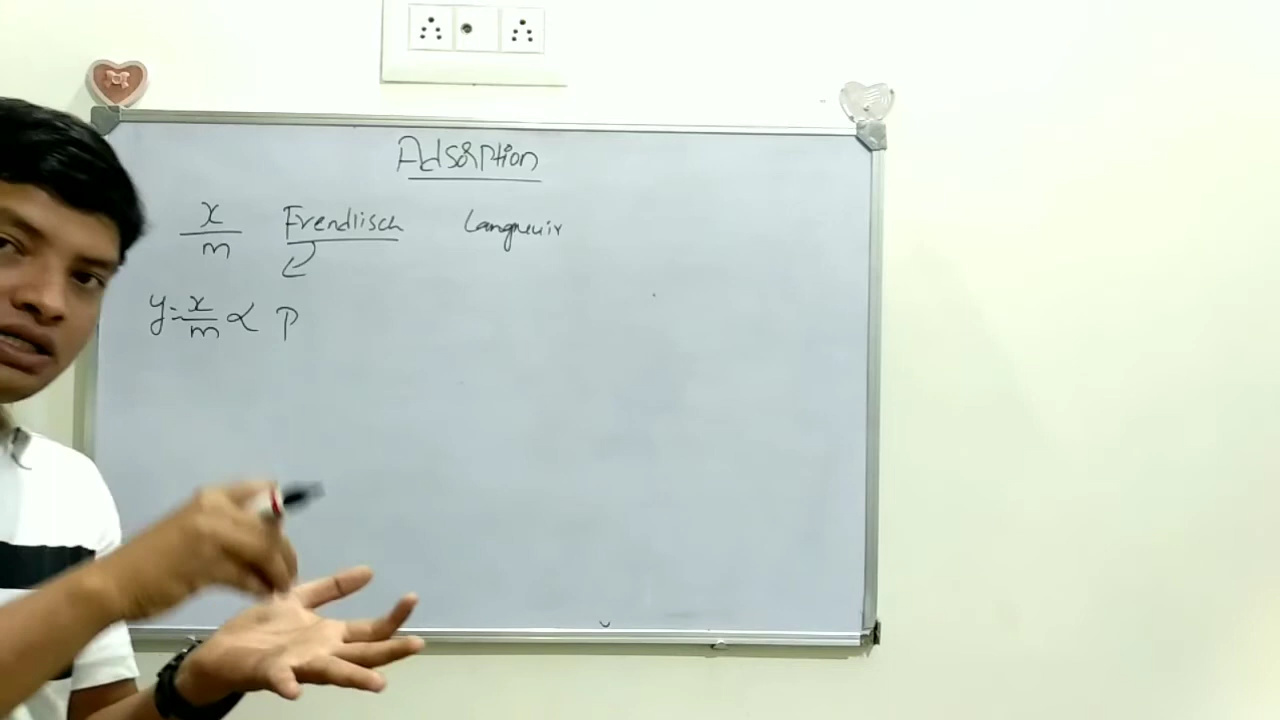 Adsorption
x/m Frendlisch Langmuir
y = x/m ∝ P